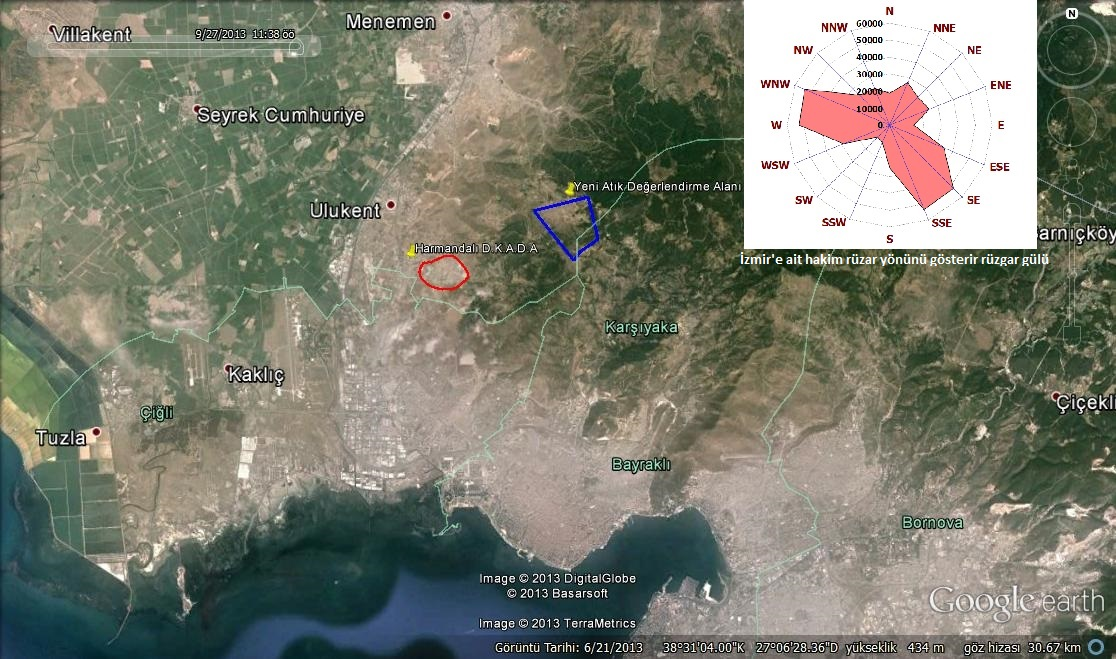 Villakent
9/27/2013 11:38 öö
Menemen
Seyrek Cumhuriye
Ulukent
Harmandalı D.K.A.D.A
Yeni Atık Değerlendirme Alanı
N
NNE
NE
ENE
E
ESE
SE
SSE
S
SSW
SW
WSW
W
WNW
NW
NNW
60000
50000
40000
30000
20000
10000
0
N
İzmir'e ait hakim rüzar yönünü gösterir rüzgar gülü
Karşıyaka
Kaklıç
Çiğli
Tuzla
Çiçekli
Bayraklı
Bornova
Image © 2013 DigitalGlobe
© 2013 Basarsoft
Image © 2013 TerraMetrics
Google earth
Görüntü Tarihi: 6/21/2013 38°31'04.00"K 27°06'28.36"D yükseklik 434 m göz hizası 30.67 km